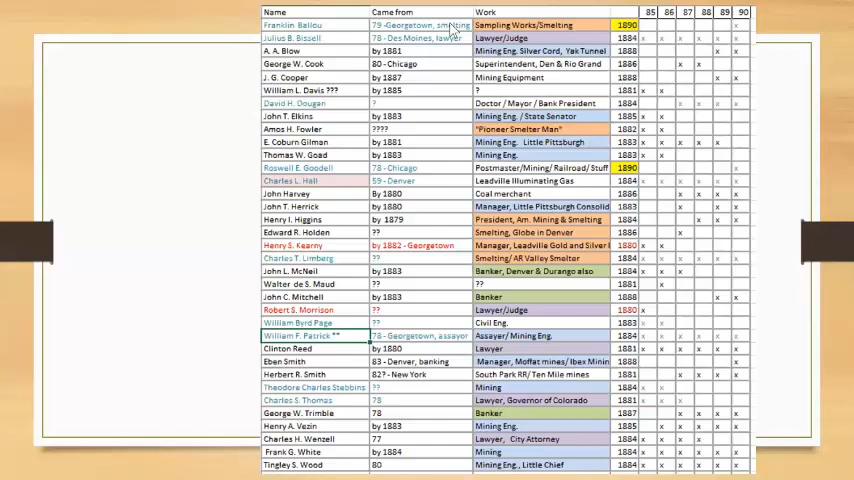 Name Came from Work 85 86 87 88 89 90
Franklin Ballou 79 -Georgetown, smelting Sampling Works/Smelting 1890 x
Julius B. Bissell 78 - Des Moines, lawyer Lawyer/Judge 1884 x x x x x x
A. A. Blow by 1881 Mining Eng. Silver Cord, Yak Tunnel 1888 x x
George W. Cook 80 - Chicago Superintendent, Den & Rio Grand 1886 x x
J. G. Cooper by 1887 Mining Equipment 1888 x x
William L. Davis ??? by 1885 ? 1881 x x
David H. Dougan ? Doctor / Mayor / Bank President 1884 x x x x
John T. Elkins by 1883 Mining Eng. / State Senator 1885 x x
Amos H. Fowler ???? "Pioneer Smelter Man" 1882 x x
E. Coburn Gilman by 1881 Mining Eng. Little Pittsburgh 1883 x x x x x
Thomas W. Goad by 1883 Mining Eng. 1883 x x
Roswell E. Goodell 78 - Chicago Postmaster/Mining/ Railroad/ Stuff 1890 x
Charles L. Hall 59 - Denver Leadville Illuminating Gas 1884 x x x x x x
John Harvey By 1880 Coal merchant 1886 x x x x
John T. Herrick by 1880 Manager, Little Pittsburg Consolid 1883 x x x
Henry I. Higgins by 1879 President, Am. Mining & Smelting 1884 x x x
Edward R. Holden ?? Smelting, Globe in Denver 1886 x
Henry S. Kearny by 1882 - Georgetown Manager, Leadville Gold and Silver I 1880 x x
Charles T. Limberg ?? Smelting/ AR Valley Smelter 1884 x x x x x x
John L. McNeil by 1883 Banker, Denver & Durango also 1884 x x x
Walter de S. Maud ?? ?? 1881 x
John C. Mitchell by 1883 Banker 1888 x x
Robert S. Morrison ?? Lawyer/Judge 1880 x
William Byrd Page ?? Civil Eng. 1883 x x
William F. Patrick ** 78 - Georgetown, assayor Assayer/ Mining Eng. 1884 x x x x x x
Clinton Reed by 1880 Lawyer 1881 x x x x x x
Eben Smith 83 - Denver, banking Manager, Moffat mines/ Ibex Minin 1888 x
Herbert R. Smith 82? - New York South Park RR/ Ten Mile mines 1881 x x x x x x
Theodore Charles Stebbins ?? Mining 1884 x x
Charles S. Thomas 78 Lawyer, Governor of Colorado 1881 x x x
George W. Trimble 78 Banker 1887 x x x x
Henry A. Vezin by 1883 Mining Eng. 1885 x x x x x x
Charles H. Wenzell 77 Lawyer, City Attorney 1884 x x x x x x
Frank G. White by 1884 Mining 1884 x x x x x x
Tingley S. Wood 80 Mining Eng., Little Chief 1884 x x x x x x